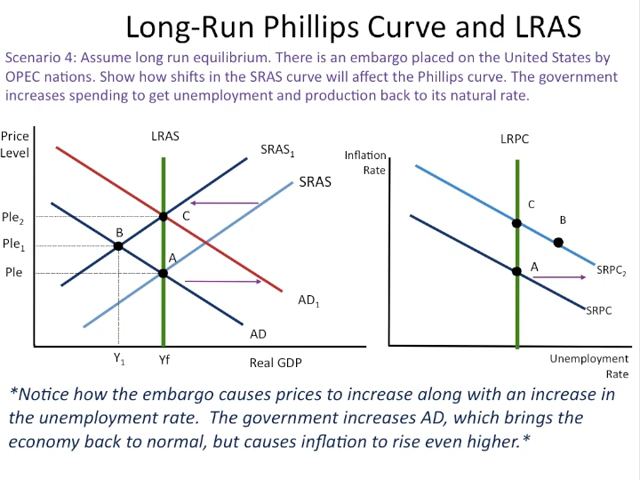 Long-Run Phillips Curve and LRAS
Scenario 4: Assume long run equilibrium. There is an embargo placed on the United States by
OPEC nations. Show how shifts in the SRAS curve will affect the Phillips curve. The government
increases spending to get unemployment and production back to its natural rate.
Price
Level
LRAS
SRAS₁
SRAS
Ple₂
Ple₁
Ple
C
B
A
AD₁
AD
Y₁
Yf
Real GDP
Inflation
Rate
LRPC
C
B
A
SRPC₂
SRPC
Unemployment
Rate
*Notice how the embargo causes prices to increase along with an increase in
the unemployment rate. The government increases AD, which brings the
economy back to normal, but causes inflation to rise even higher.*